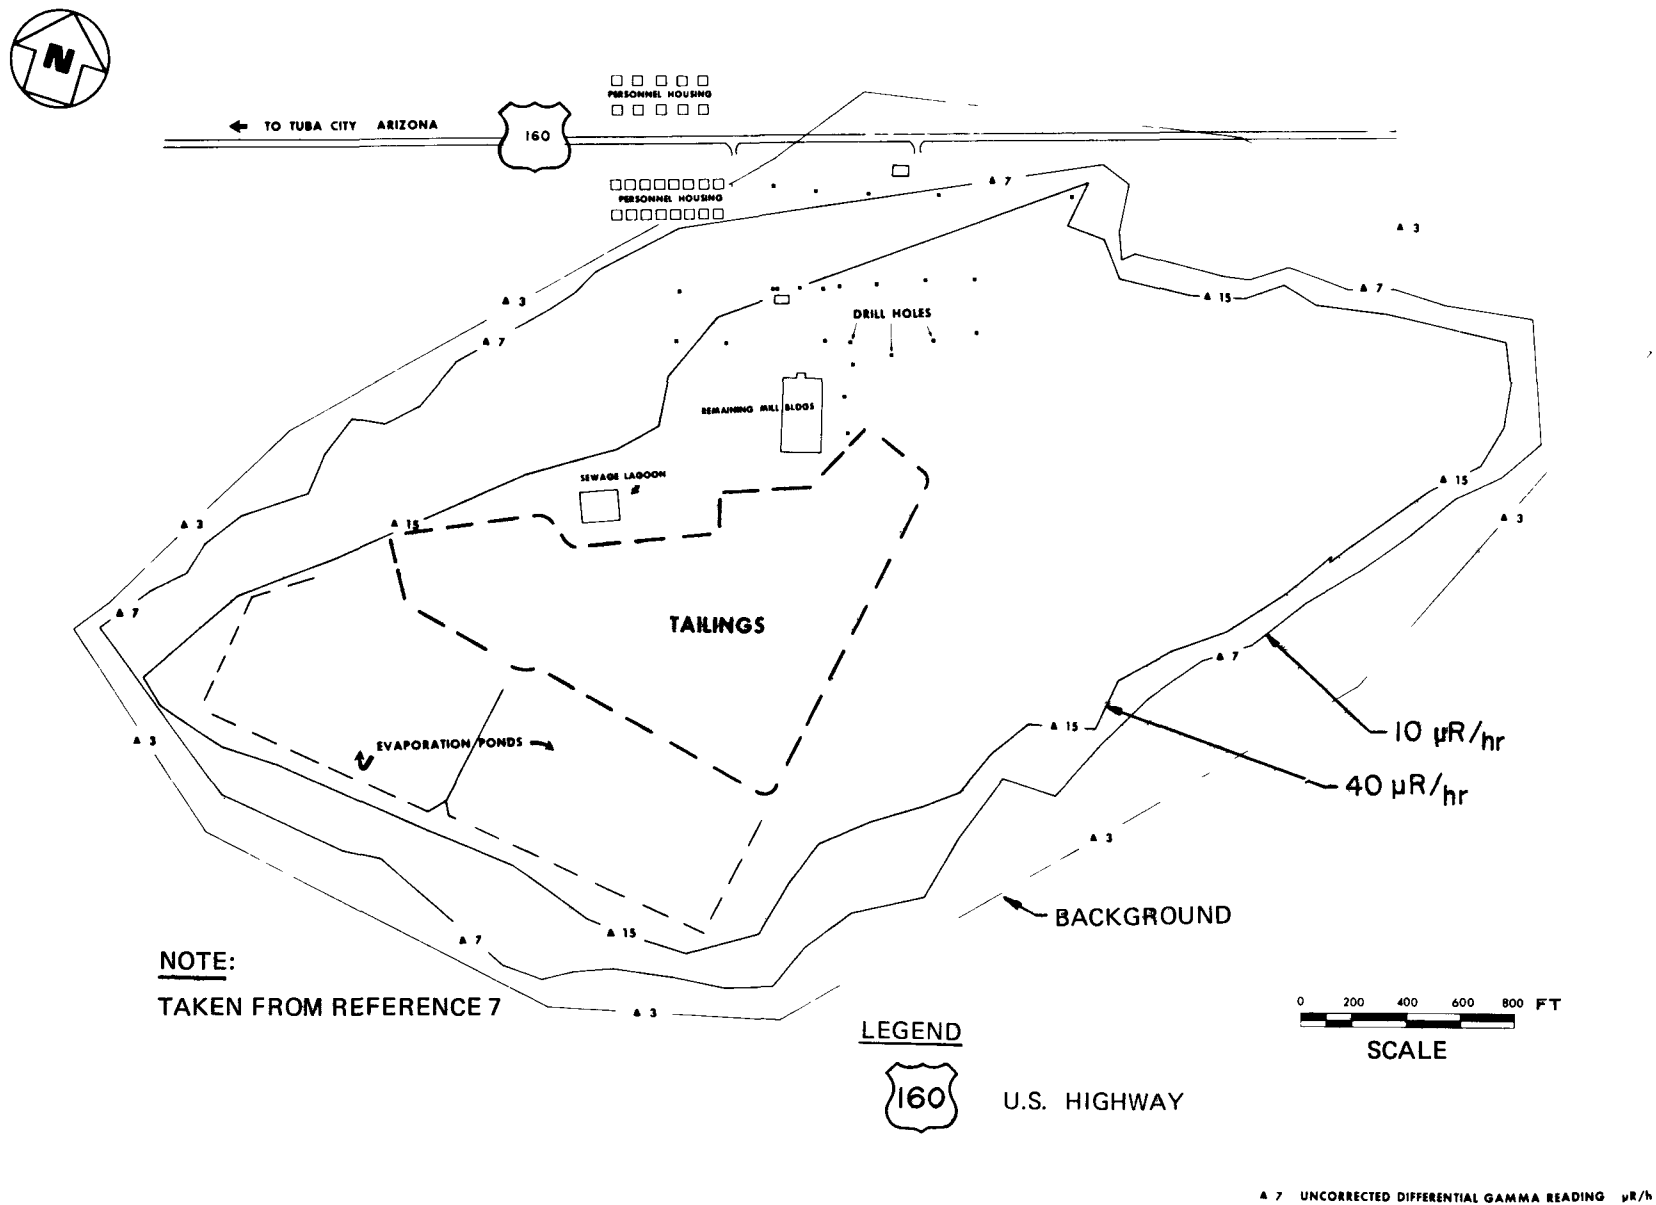 N
PERSONNEL HOUSING
← TO TUBA CITY ARIZONA
160
PERSONNEL HOUSING
▲ 7
▲ 3
▲ 3
▲ 7
▲ 15
DRILL HOLES
▲ 7
REMAINING MILL BLDGS
SEWAGE LAGOON
▲ 15
▲ 3
▲ 3
▲ 15
▲ 7
TAILINGS
▲ 7
▲ 15
10 µR/hr
▲ 3
EVAPORATION PONDS
40 µR/hr
▲ 3
BACKGROUND
▲ 7
▲ 15
NOTE:
TAKEN FROM REFERENCE 7
▲ 3
0 200 400 600 800 FT
SCALE
LEGEND
160 U.S. HIGHWAY
▲ 7 UNCORRECTED DIFFERENTIAL GAMMA READING µR/h